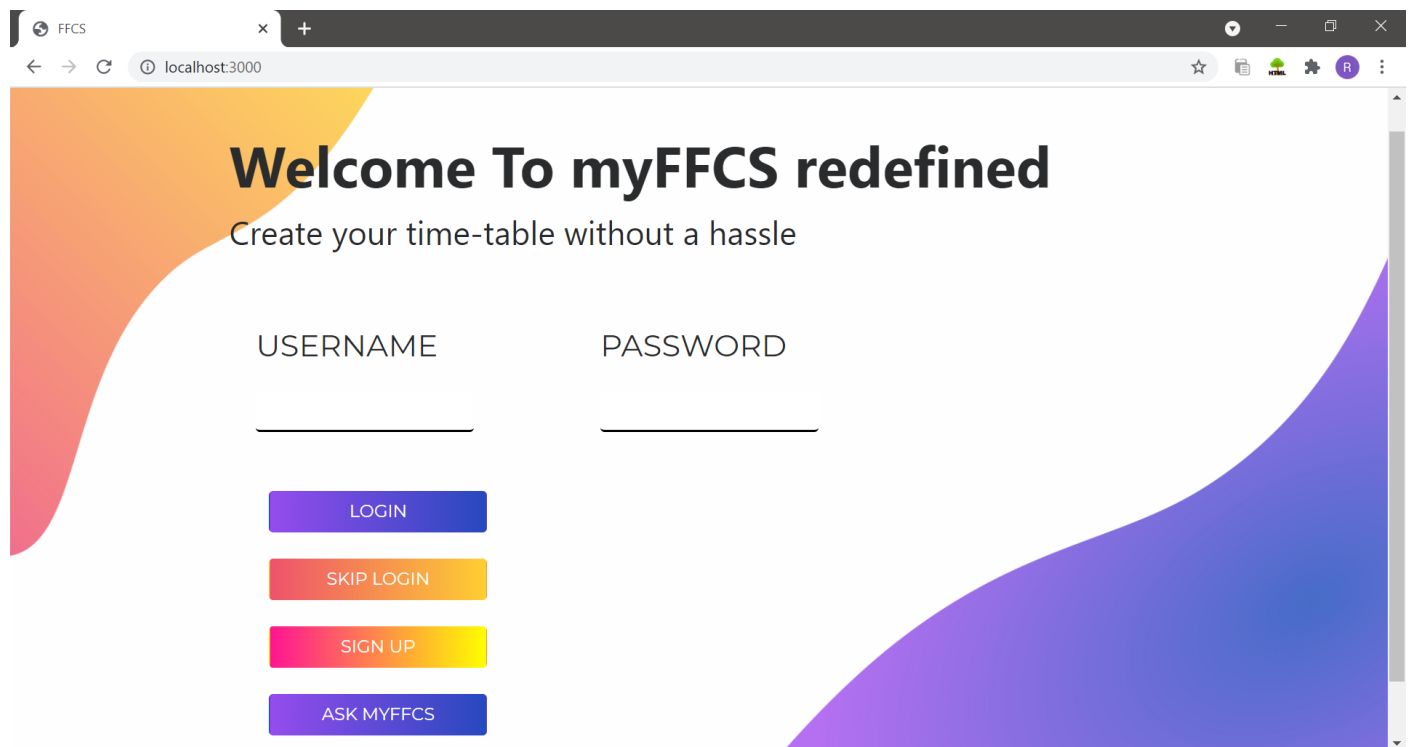 FFCS
localhost:3000
HTML
R
Welcome To myFFCS redefined
Create your time-table without a hassle
USERNAME PASSWORD
LOGIN
SKIP LOGIN
SIGN UP
ASK MYFFCS